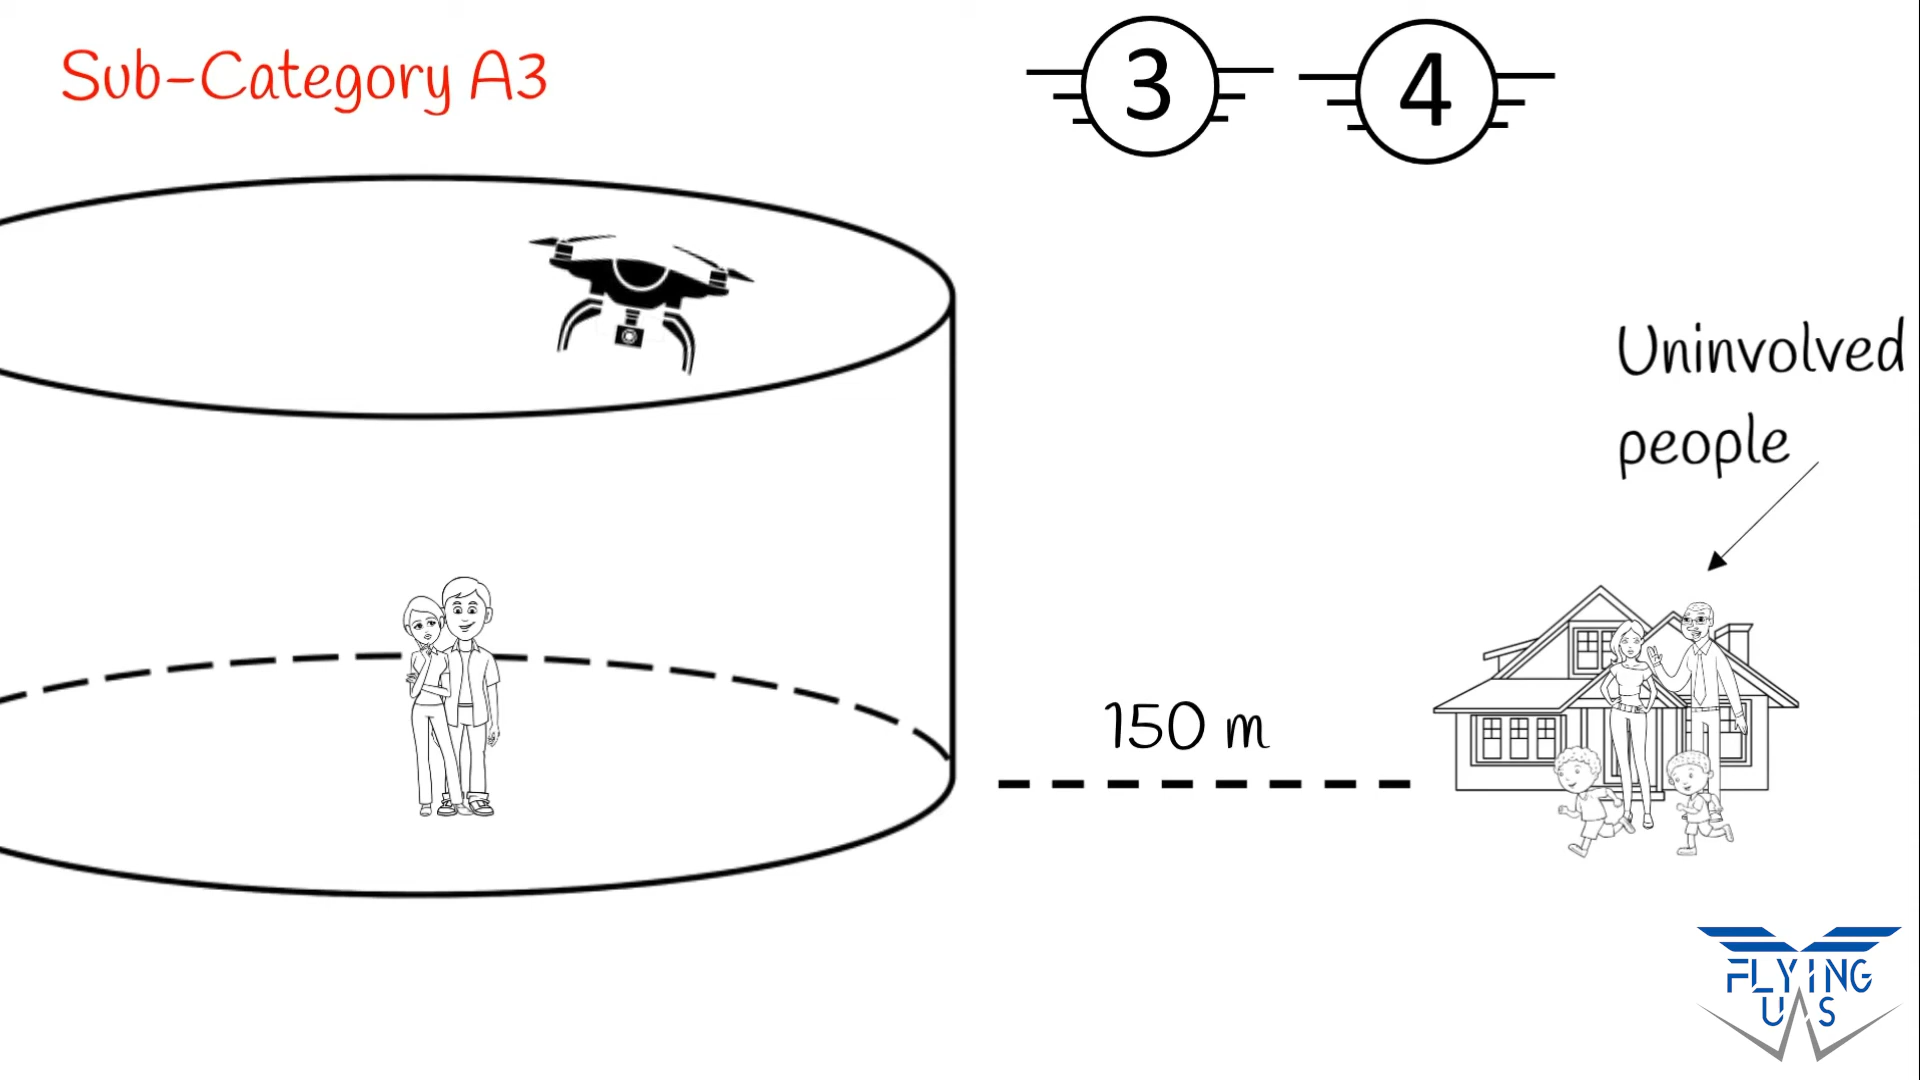 Sub-Category A3
3
4
Uninvolved
people
150 m
FLYING
UAS